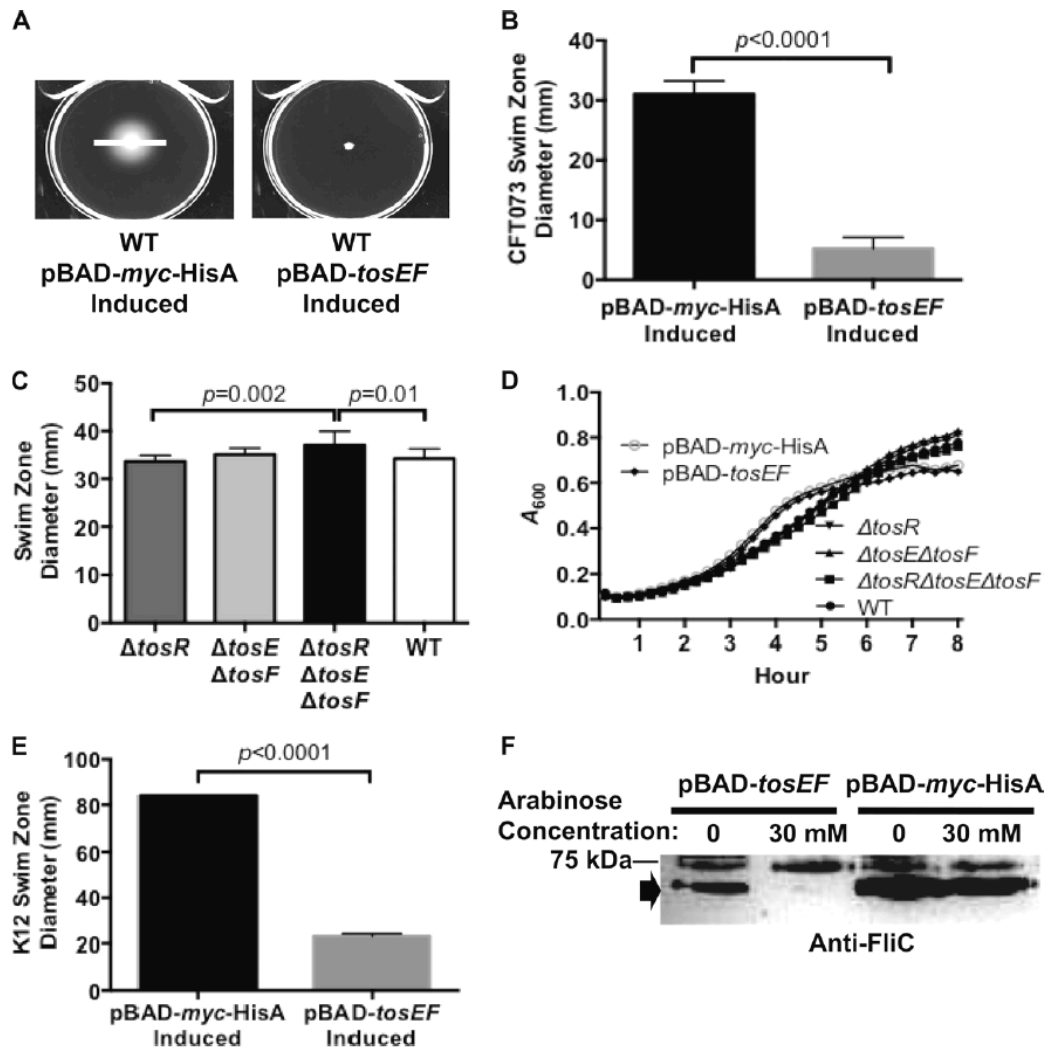 A
WT
pBAD-myc-HisA
Induced
WT
pBAD-tosEF
Induced
B
CFT073 Swim Zone
Diameter (mm)
40
30
20
10
0
p<0.0001
pBAD-myc-HisA
Induced
pBAD-tosEF
Induced
C
Swim Zone
Diameter (mm)
50
40
30
20
10
0
p=0.002
p=0.01
ΔtosR
ΔtosE
ΔtosF
ΔtosR
ΔtosE
ΔtosF
WT
D
A600
1.0
0.8
0.6
0.4
0.2
0.0
pBAD-myc-HisA
pBAD-tosEF
ΔtosR
ΔtosEΔtosF
ΔtosRΔtosEΔtosF
WT
1 2 3 4 5 6 7 8
Hour
E
K12 Swim Zone
Diameter (mm)
100
80
60
40
20
0
p<0.0001
pBAD-myc-HisA
Induced
pBAD-tosEF
Induced
F
pBAD-tosEF pBAD-myc-HisA
Arabinose
Concentration: 0 30 mM 0 30 mM
75 kDa
Anti-FliC